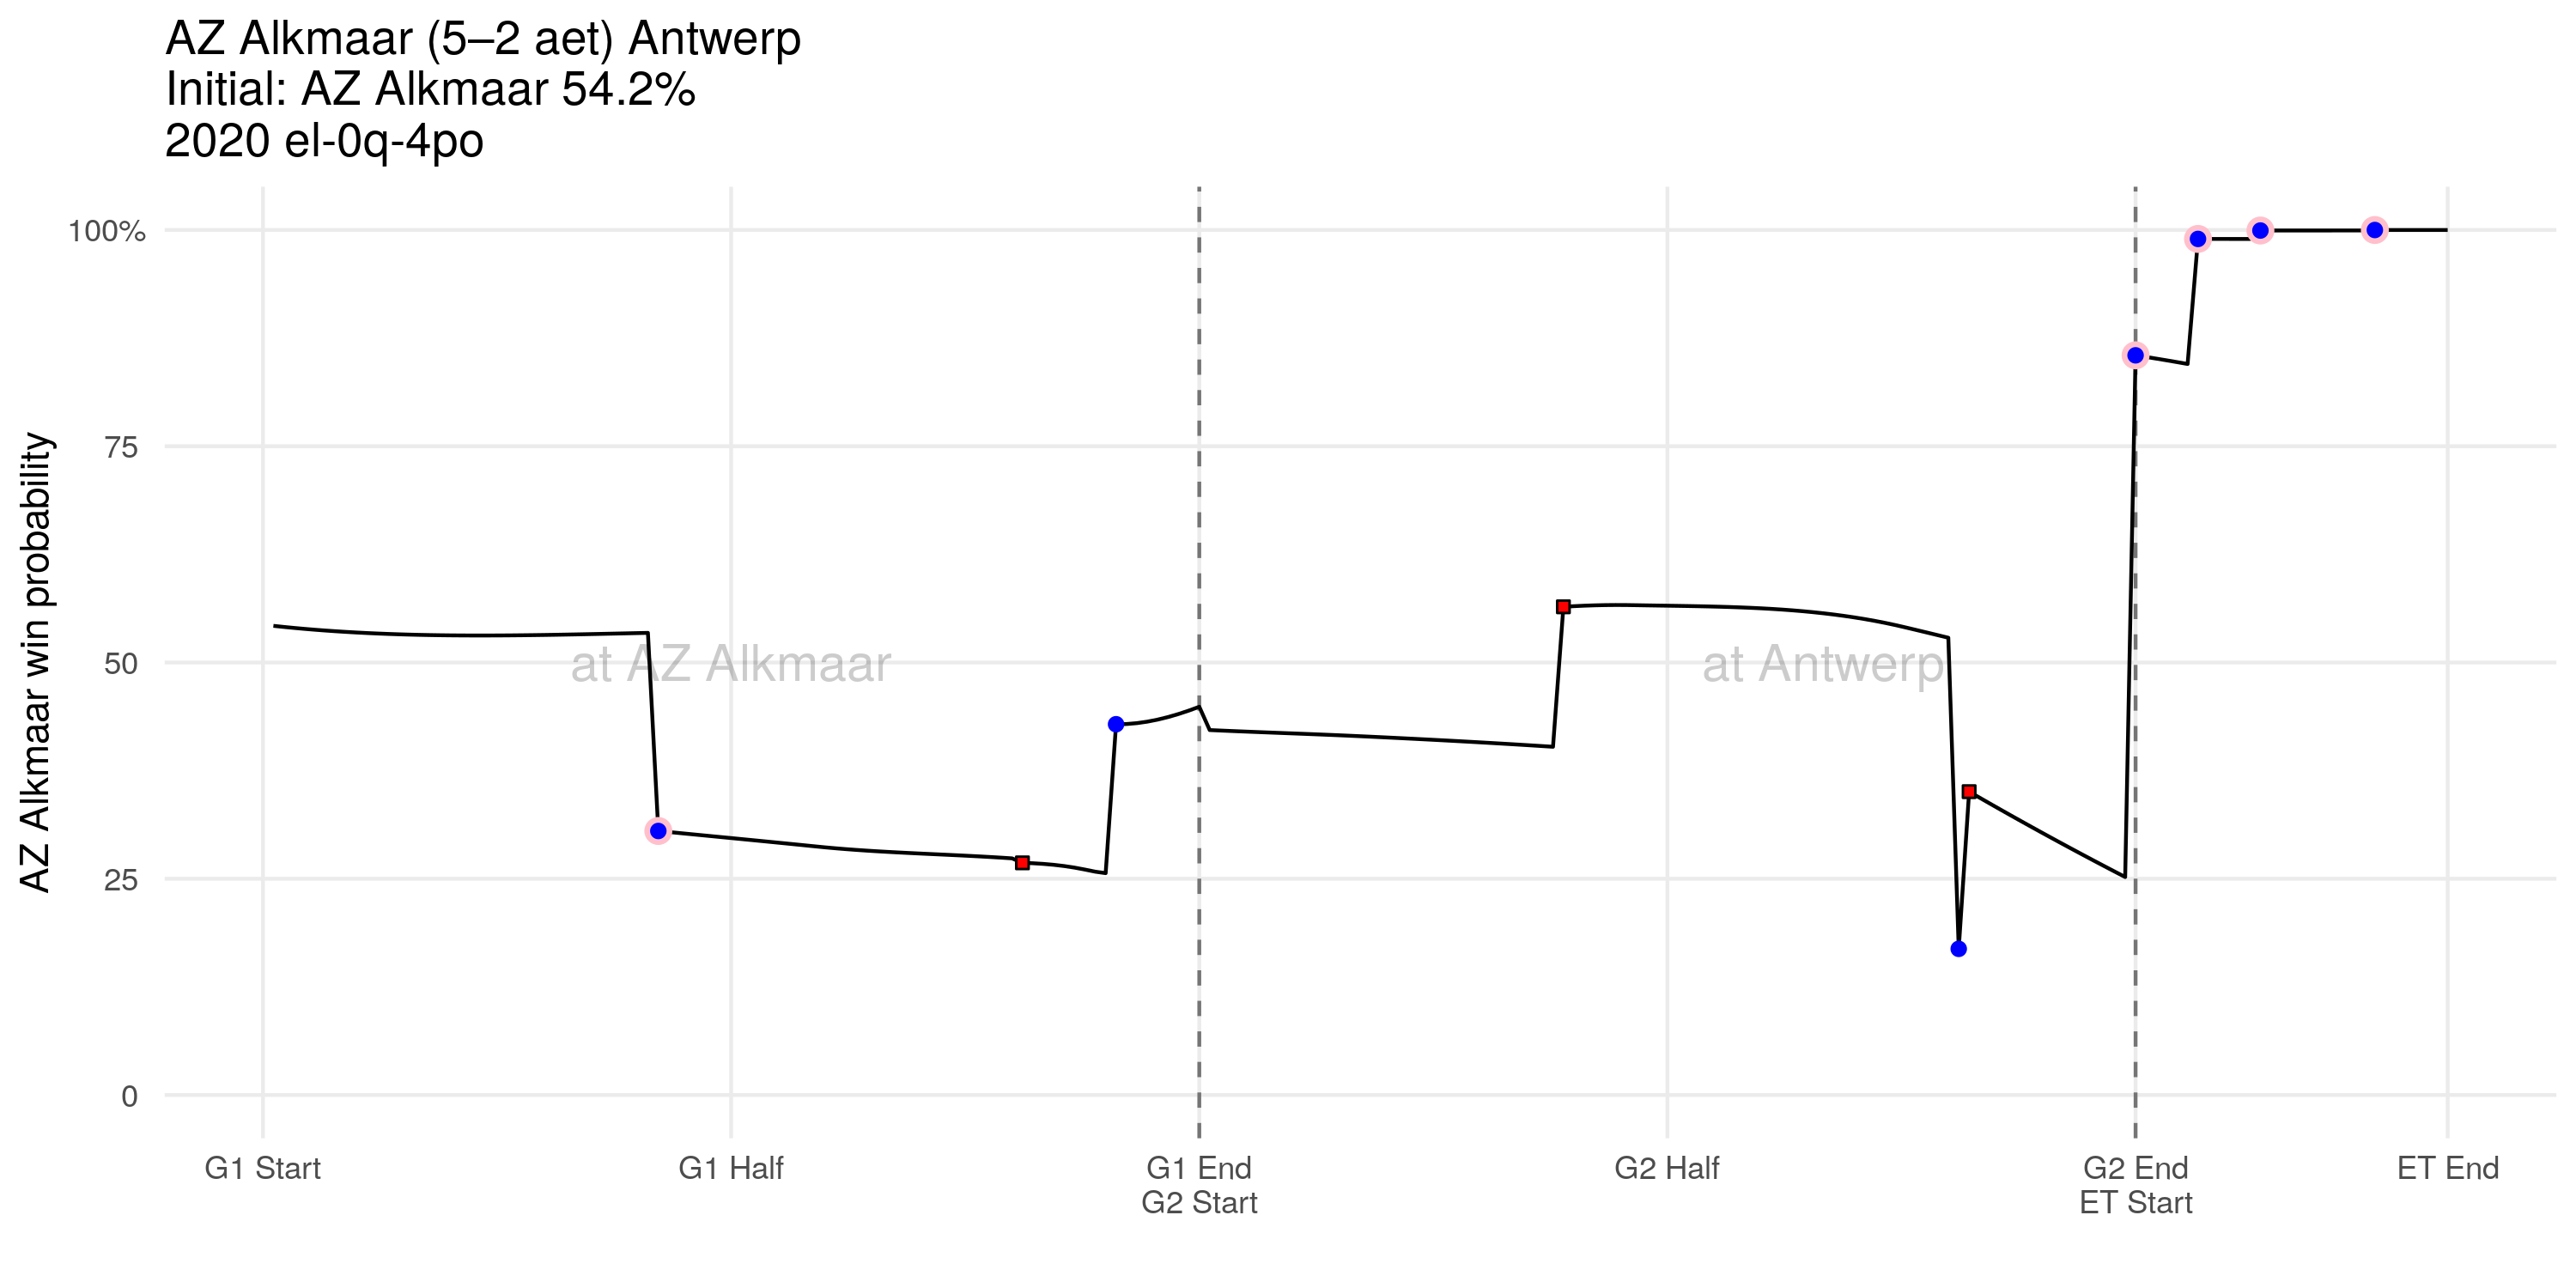 AZ Alkmaar (5–2 aet) Antwerp
Initial: AZ Alkmaar 54.2%
2020 el-0q-4po
AZ Alkmaar win probability
100%
75
50
25
0
at AZ Alkmaar
at Antwerp
G1 Start
G1 Half
G1 End
G2 Start
G2 Half
G2 End
ET Start
ET End